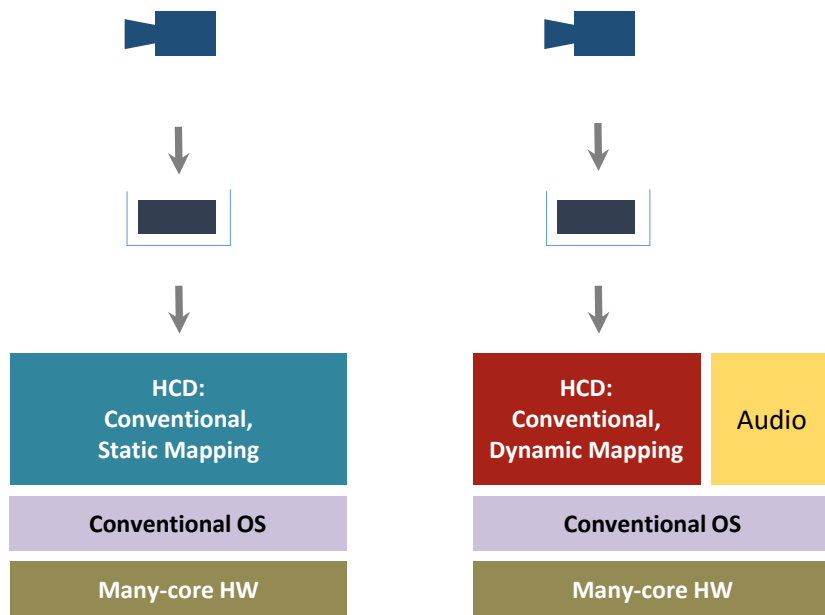 HCD:
Conventional,
Static Mapping
Conventional OS
Many-core HW
HCD:
Conventional,
Dynamic Mapping
Audio
Conventional OS
Many-core HW